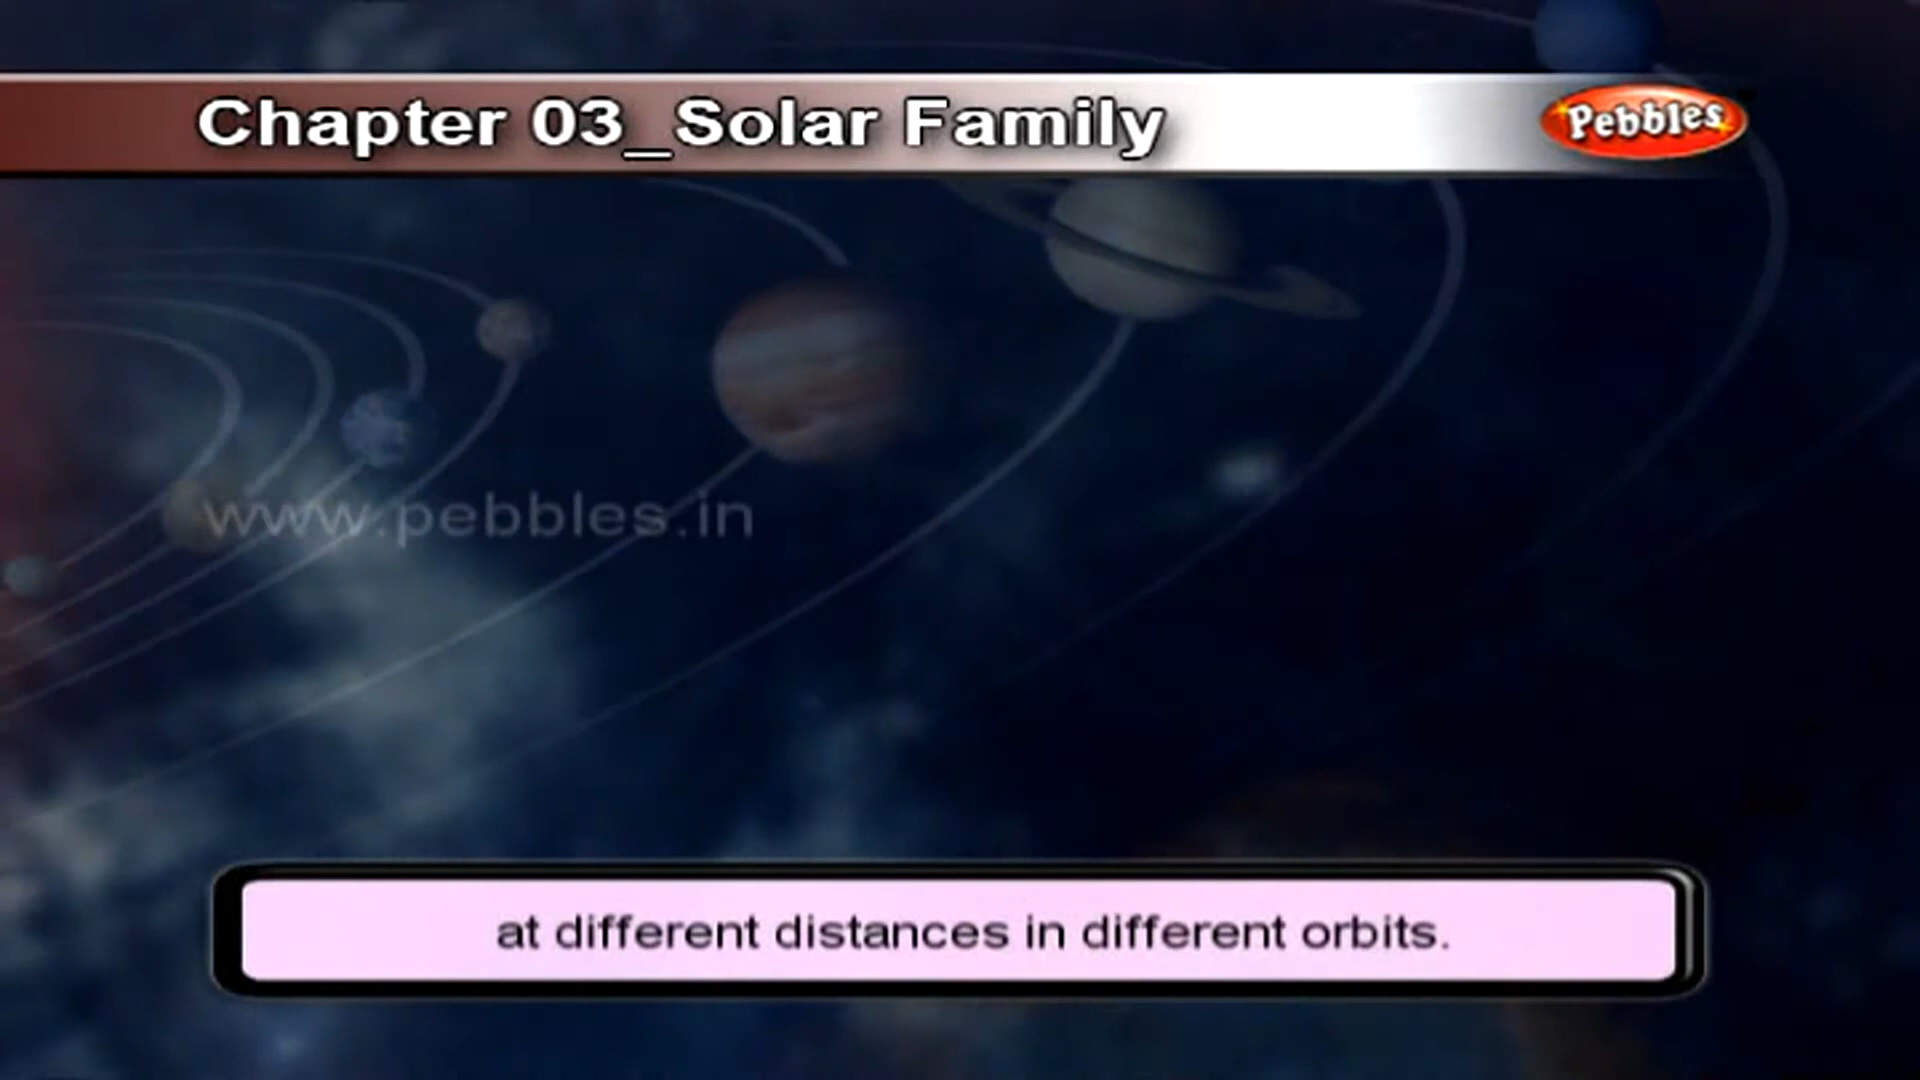 Chapter 03_Solar Family
Pebbles
www.pebbles.in
at different distances in different orbits.